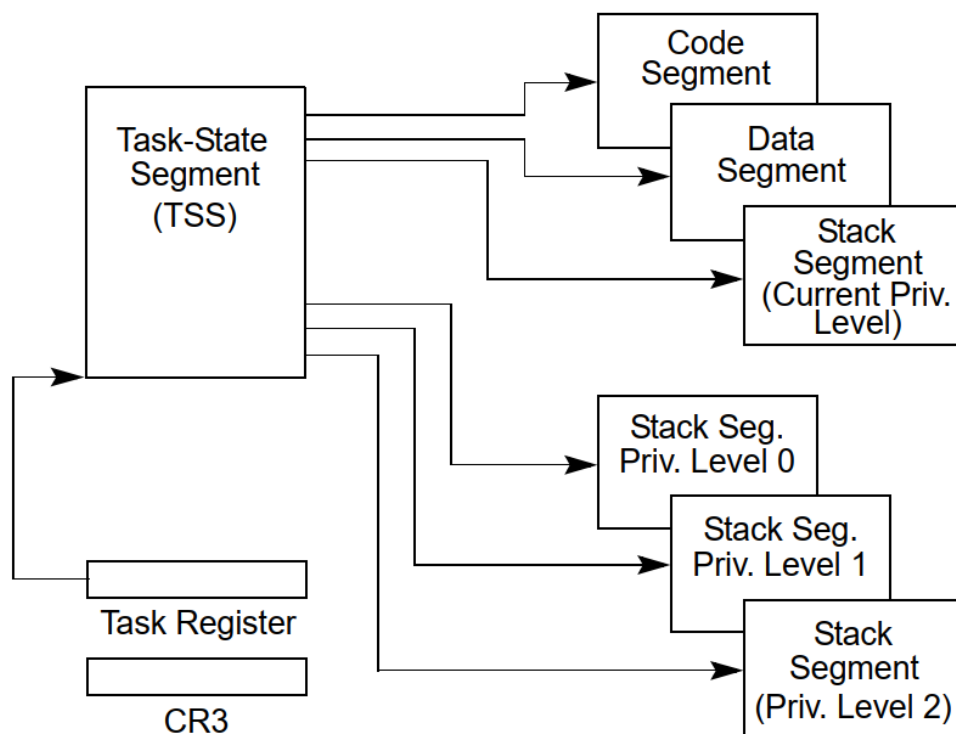 Task-State
Segment
(TSS)
Code
Segment
Data
Segment
Stack
Segment
(Current Priv.
Level)
Stack Seg.
Priv. Level 0
Stack Seg.
Priv. Level 1
Stack
Segment
(Priv. Level 2)
Task Register
CR3